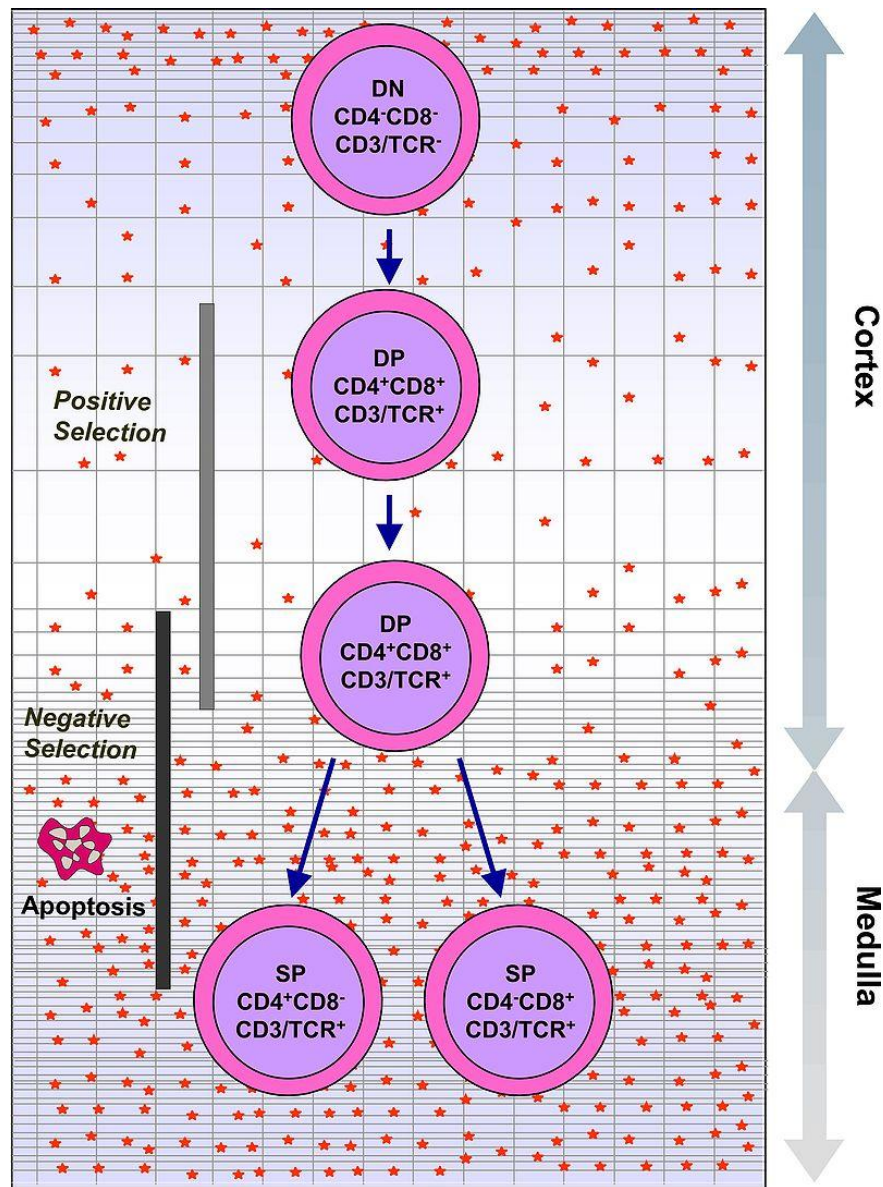 DN
CD4⁻CD8⁻
CD3/TCR⁻
DP
CD4⁺CD8⁺
CD3/TCR⁺
Positive
Selection
DP
CD4⁺CD8⁺
CD3/TCR⁺
Negative
Selection
Apoptosis
SP
CD4⁺CD8⁻
CD3/TCR⁺
SP
CD4⁻CD8⁺
CD3/TCR⁺
Cortex
Medulla